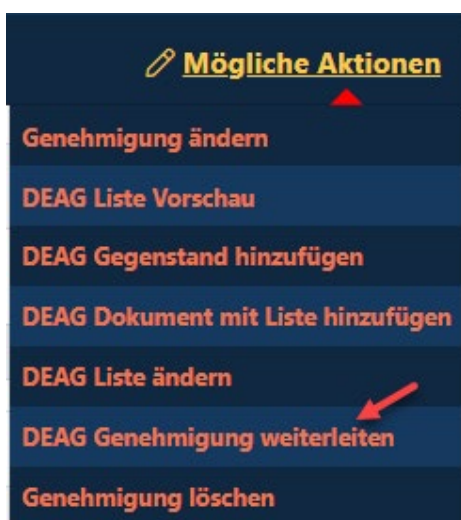 Mögliche Aktionen
Genehmigung ändern
DEAG Liste Vorschau
DEAG Gegenstand hinzufügen
DEAG Dokument mit Liste hinzufügen
DEAG Liste ändern
DEAG Genehmigung weiterleiten
Genehmigung löschen